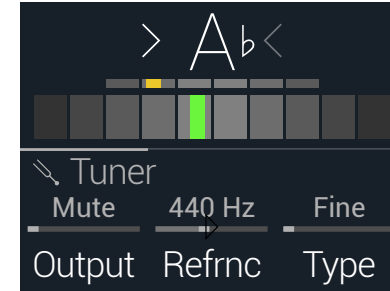 > A♭ <
Tuner
Mute 440 Hz Fine
Output Refrnc Type